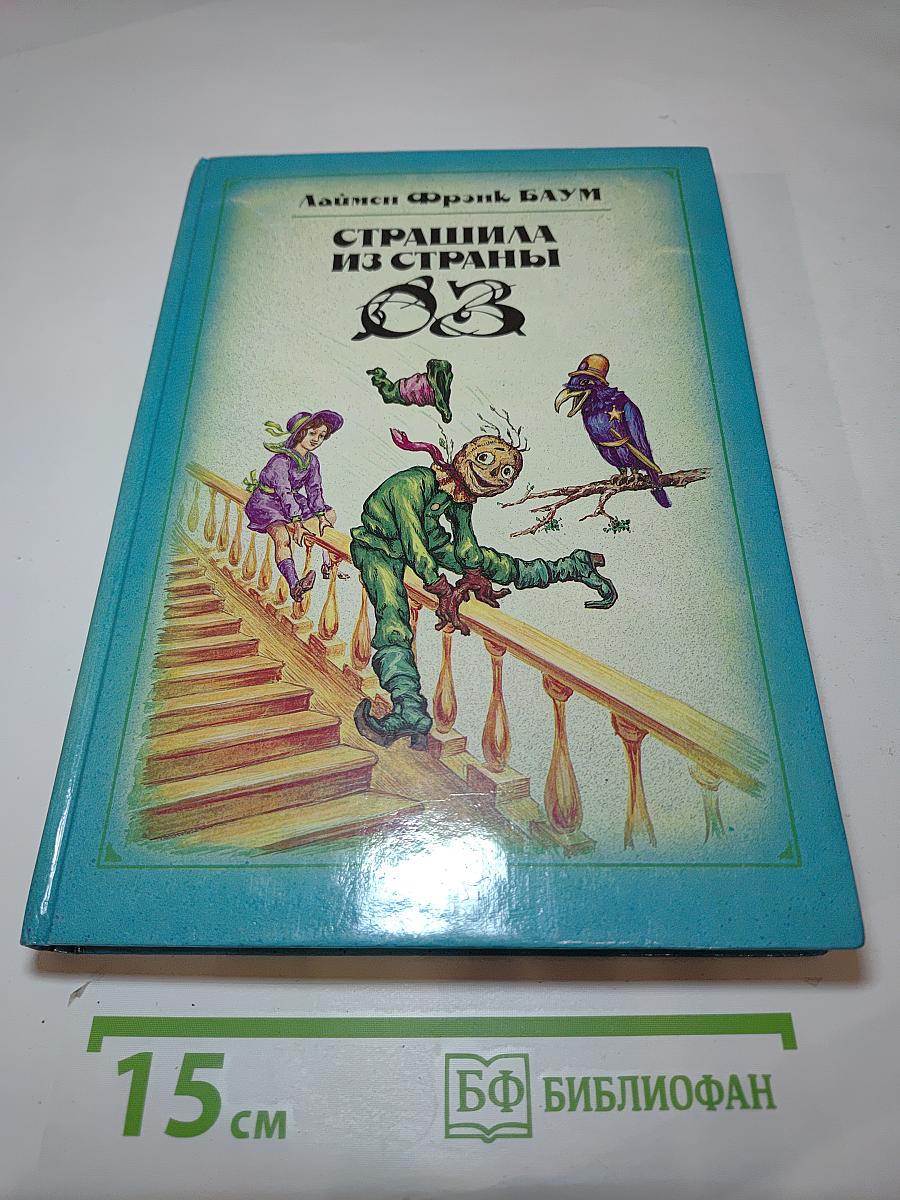 Лаймен Фрэнк БАУМ
СТРАШИЛА
ИЗ СТРАНЫ
ОЗ
15 см
БФ БИБЛИОФАН